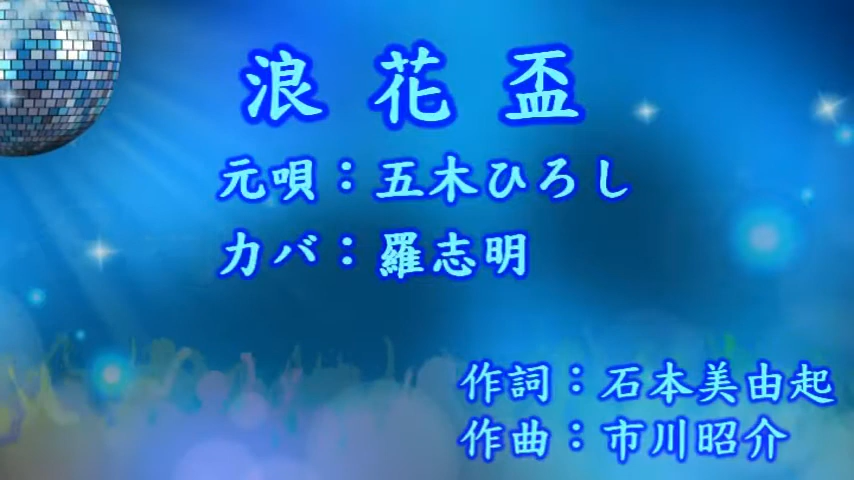 浪花盃
元唄：五木ひろし
カバ：羅志明
作詞：石本美由起
作曲：市川昭介